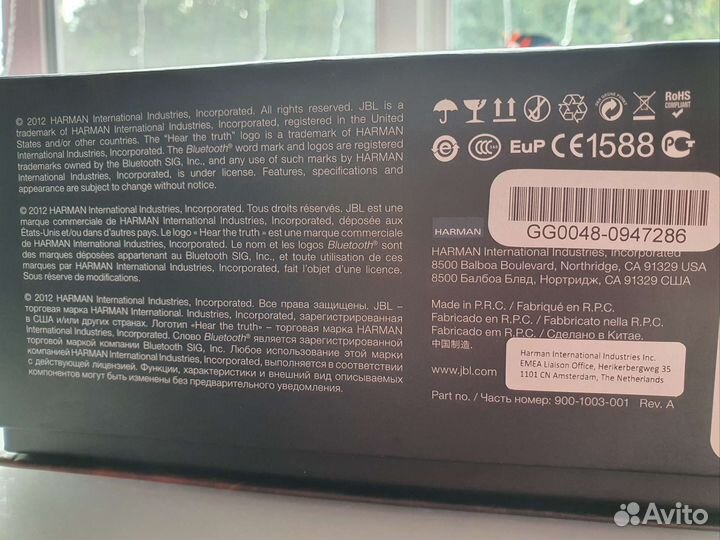 © 2012 HARMAN International Industries, Incorporated. All rights reserved. JBL is a
trademark of HARMAN International Industries, Incorporated, registered in the United
States and/or other countries. The "Hear the truth" logo is a trademark of HARMAN
International Industries, Incorporated. The Bluetooth® word mark and logos are registered
trademarks owned by the Bluetooth SIG, Inc., and any use of such marks by HARMAN
International Industries, Incorporated, is under license. Features, specifications and
appearance are subject to change without notice.
© 2012 HARMAN International Industries, Incorporated. Tous droits réservés. JBL est une
marque commerciale de HARMAN International Industries, Incorporated, déposée aux
États-Unis et/ou dans d'autres pays. Le logo « Hear the truth » est une marque commerciale
de HARMAN International Industries, Incorporated. Le nom et les logos Bluetooth® sont
des marques déposées appartenant au Bluetooth SIG, Inc., et toute utilisation de ces
marques par HARMAN International Industries, Incorporated, fait l'objet d'une licence.
Sous réserve de modifications.
© 2012 HARMAN International Industries, Incorporated. Все права защищены. JBL –
торговая марка HARMAN International Industries, Incorporated, зарегистрированная
в США и/или других странах. Логотип «Hear the truth» – торговая марка HARMAN
International Industries, Incorporated. Слово Bluetooth® является зарегистрированной
торговой маркой компании Bluetooth SIG, Inc. Любое использование этой марки
компанией HARMAN International Industries, Incorporated, выполняется в соответствии
с действующей лицензией. Функции, характеристики и внешний вид описываемых
компонентов могут быть изменены без предварительного уведомления.
RoHS
COMPLIANT
CCC EuP CE1588 PCT
GG0048-0947286
HARMAN
HARMAN International Industries, Incorporated
8500 Balboa Boulevard, Northridge, CA 91329 USA
8500 Балбоа Блвд, Нортридж, CA 91329 США
Made in P.R.C. / Fabriqué en R.P.C.
Fabricado en R.P.C. / Fabbricato nella R.P.C.
Fabricado em R.P.C. / Сделано в Китае.
中国制造.
www.jbl.com
Harman International Industries Inc.
EMEA Liaison Office, Herikerbergweg 35
1101 CN Amsterdam, The Netherlands
Part no. / Часть номер: 900-1003-001 Rev. A
Avito